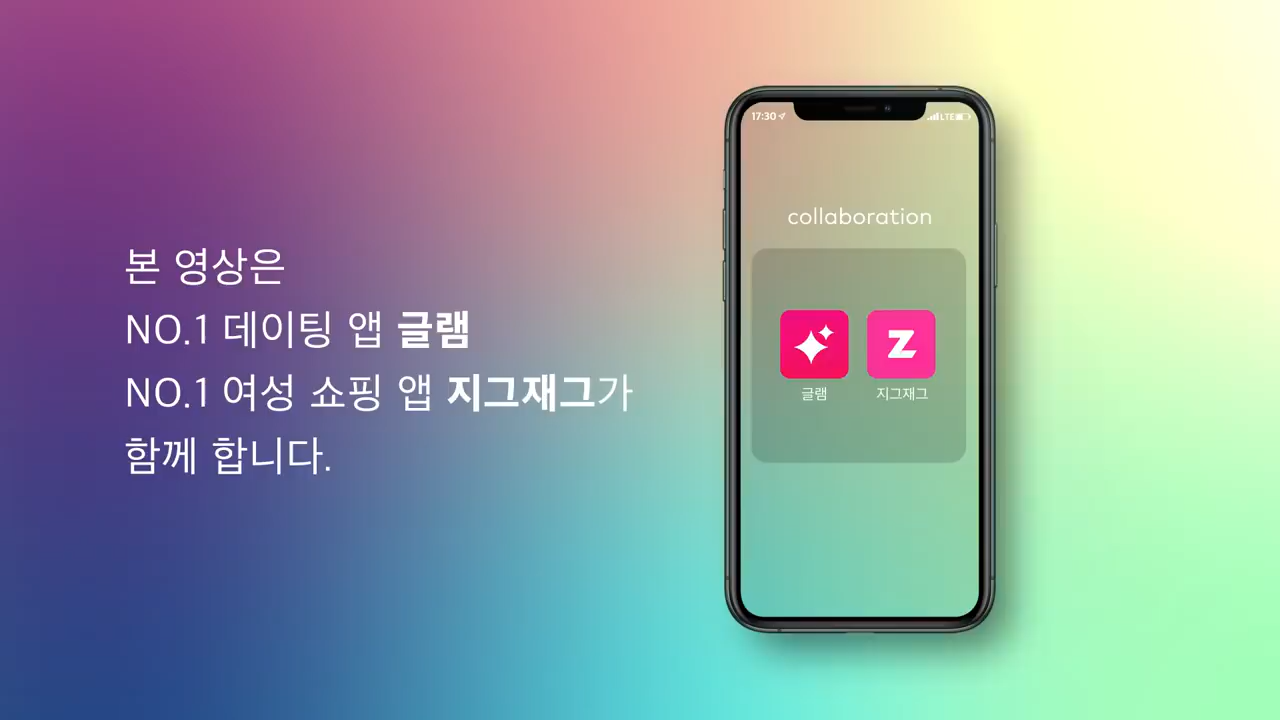 본 영상은
NO.1 데이팅 앱 글램
NO.1 여성 쇼핑 앱 지그재그가
함께 합니다.
17:30
LTE
collaboration
Z
글램
지그재그